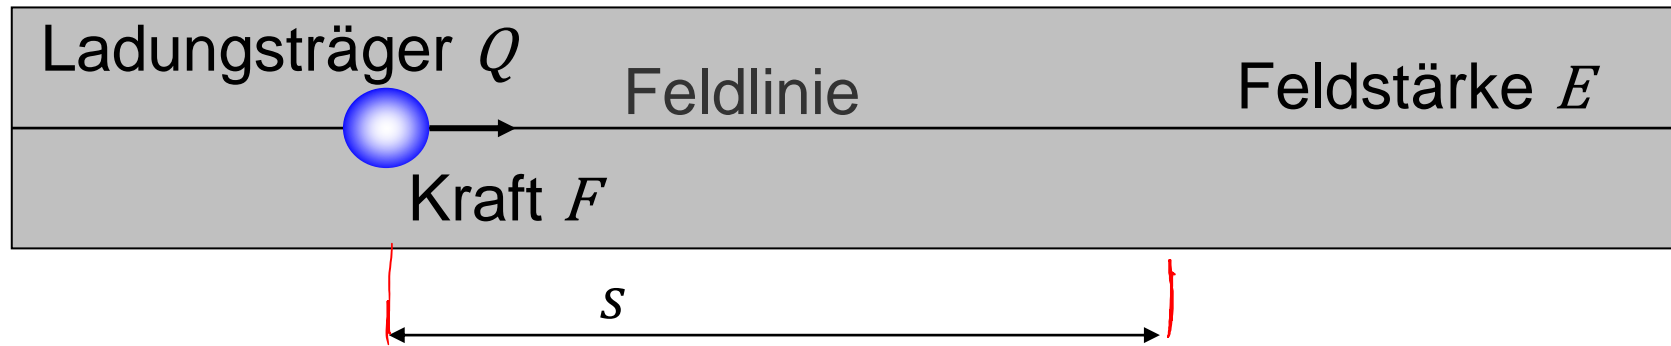 Ladungsträger Q
Feldlinie
Feldstärke E
Kraft F
s